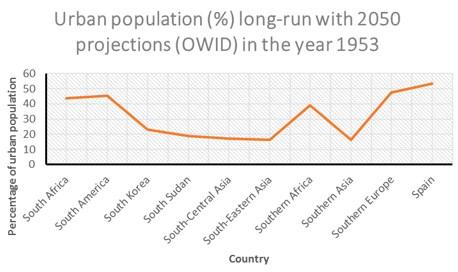 Urban population (%) long-run with 2050
projections (OWID) in the year 1953
Percentage of urban population
60
50
40
30
20
10
0
South Africa
South America
South Korea
South Sudan
South-Central Asia
South-Eastern Asia
Southern Africa
Southern Asia
Southern Europe
Spain
Country